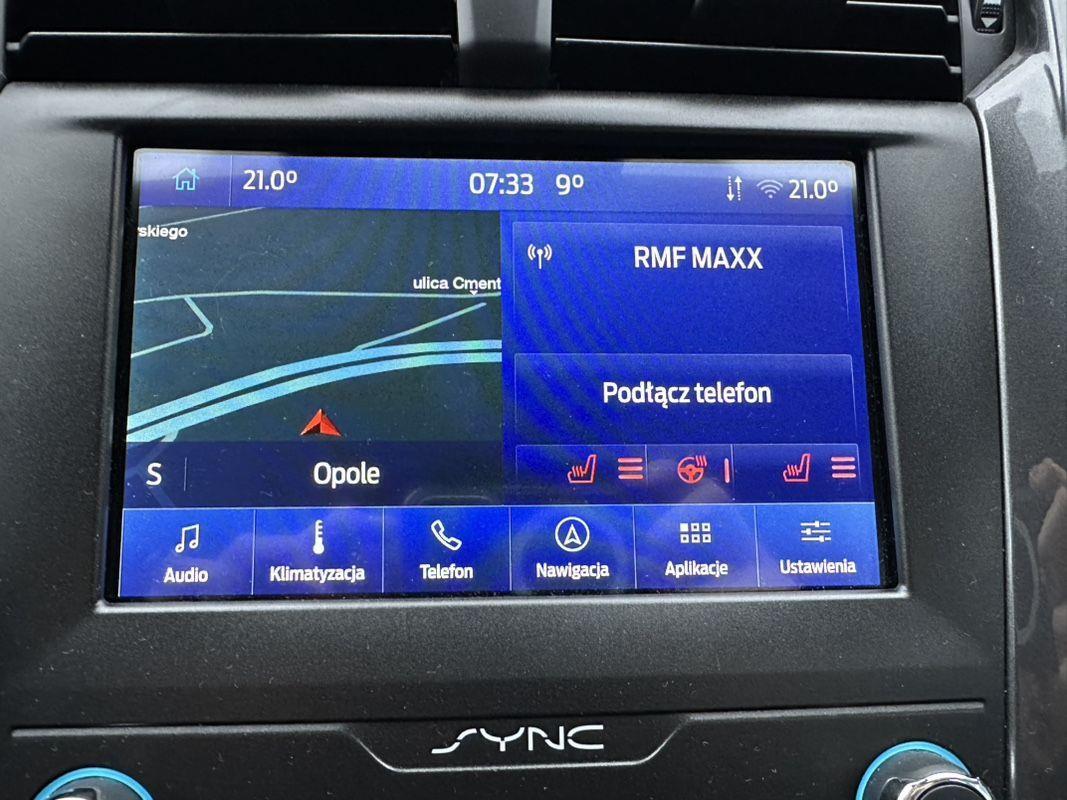 21.0°
07:33 9°
21.0°
skiego
ulica Cment
RMF MAXX
Podłącz telefon
S
Opole
Audio
Klimatyzacja
Telefon
Nawigacja
Aplikacje
Ustawienia
SYNC